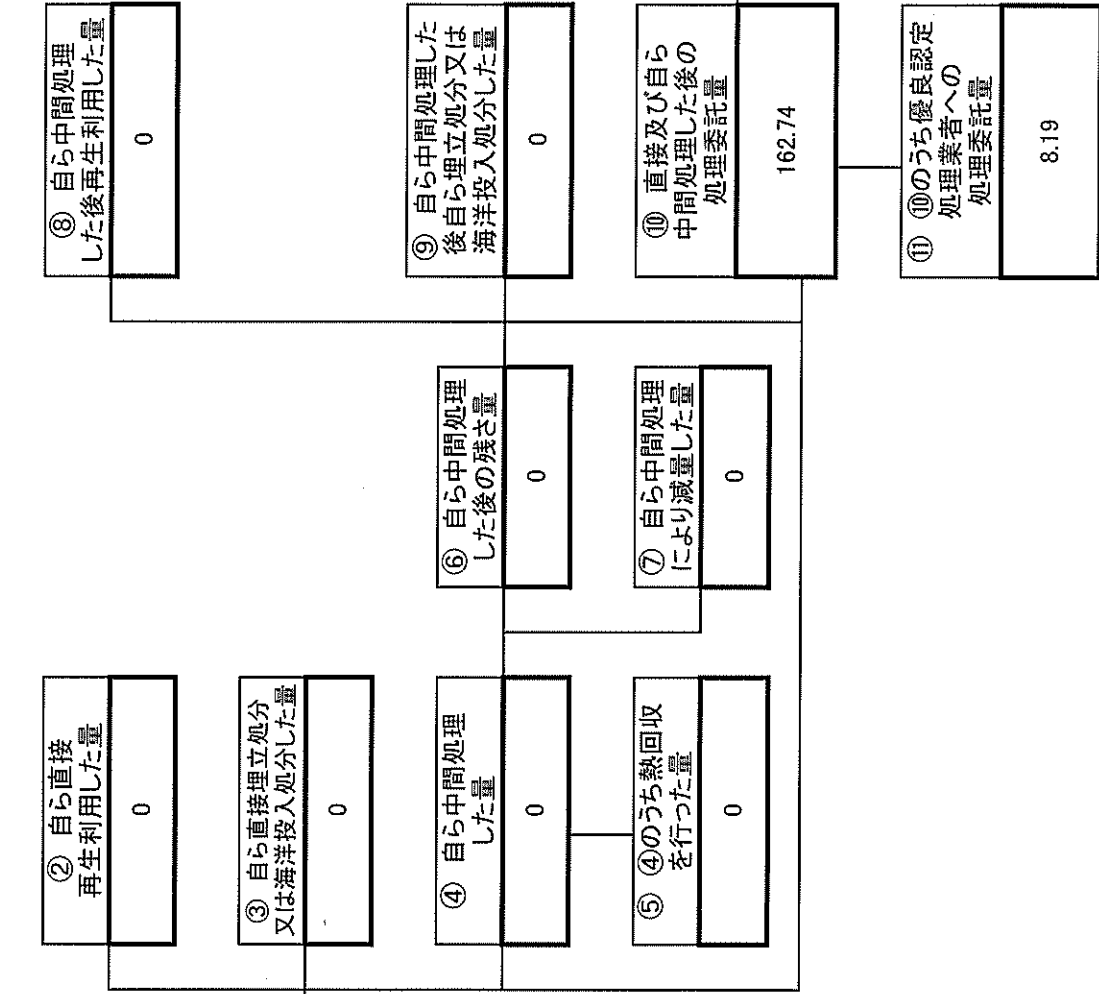 ② 自ら直接
再生利用した量
0
③ 自ら直接埋立処分
又は海洋投入処分した量
0
④ 自ら中間処理
した量
0
⑤ ④のうち熱回収
を行った量
0
⑥ 自ら中間処理
した後の残さ量
0
⑦ 自ら中間処理
により減量した量
0
⑧ 自ら中間処理
した後再生利用した量
0
⑨ 自ら中間処理した
後自ら埋立処分又は
海洋投入処分した量
0
⑩ 直接及び自ら
中間処理した後の
処理委託量
162.74
⑪ ⑩のうち優良認定
処理業者への
処理委託量
8.19